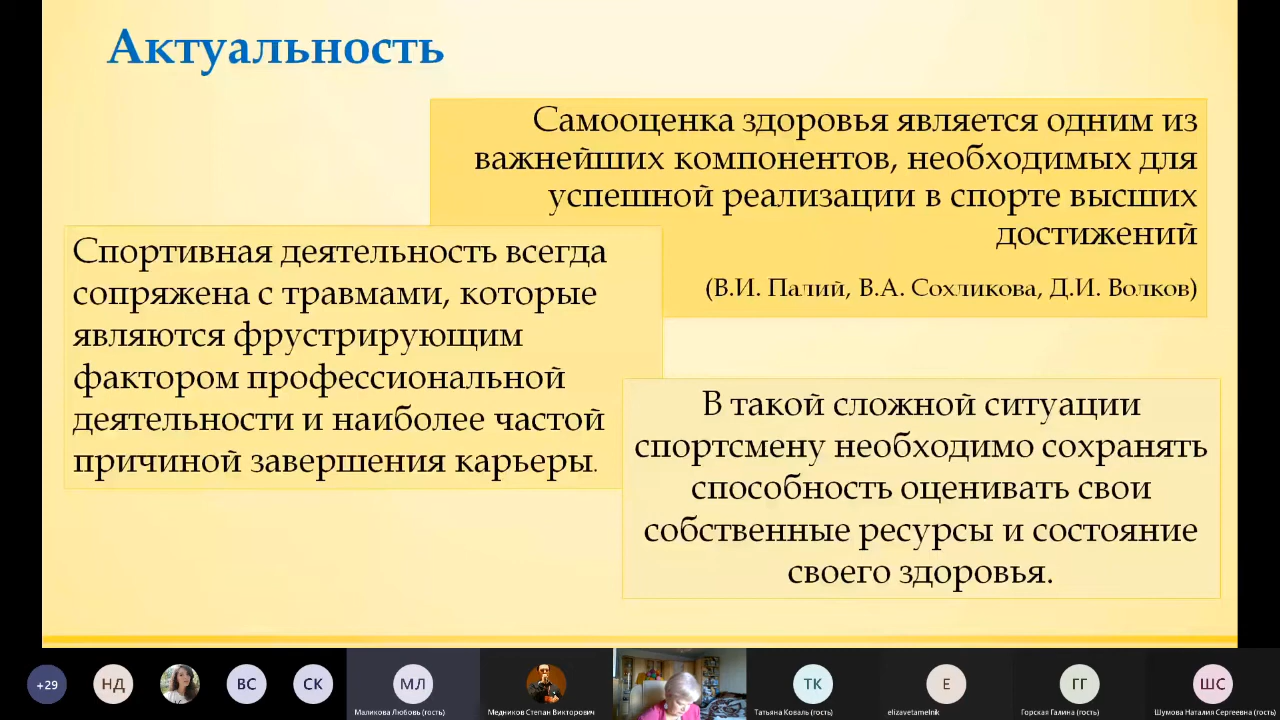 Актуальность
Самооценка здоровья является одним из
важнейших компонентов, необходимых для
успешной реализации в спорте высших
достижений
(В.И. Палий, В.А. Сохликова, Д.И. Волков)
Спортивная деятельность всегда
сопряжена с травмами, которые
являются фрустрирующим
фактором профессиональной
деятельности и наиболее частой
причиной завершения карьеры.
В такой сложной ситуации
спортсмену необходимо сохранять
способность оценивать свои
собственные ресурсы и состояние
своего здоровья.
+29
НД
ВС
СК
МЛ
Маликова Любовь (гость)
Медников Степан Викторович
ТК
Татьяна Коваль (гость)
E
elizavetamelnik
ГГ
Горская Галина (гость)
ШС
Шумова Наталия Сергеевна (гость)